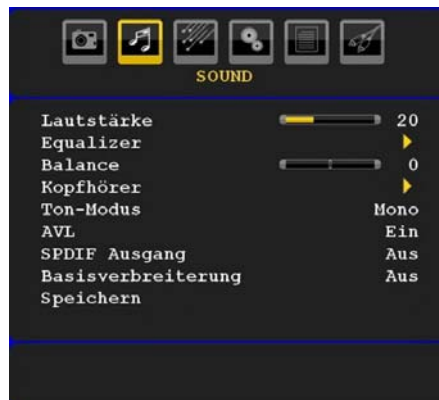 SOUND
Lautstärke 20
Equalizer
Balance 0
Kopfhörer
Ton-Modus Mono
AVL Ein
SPDIF Ausgang Aus
Basisverbreiterung Aus
Speichern